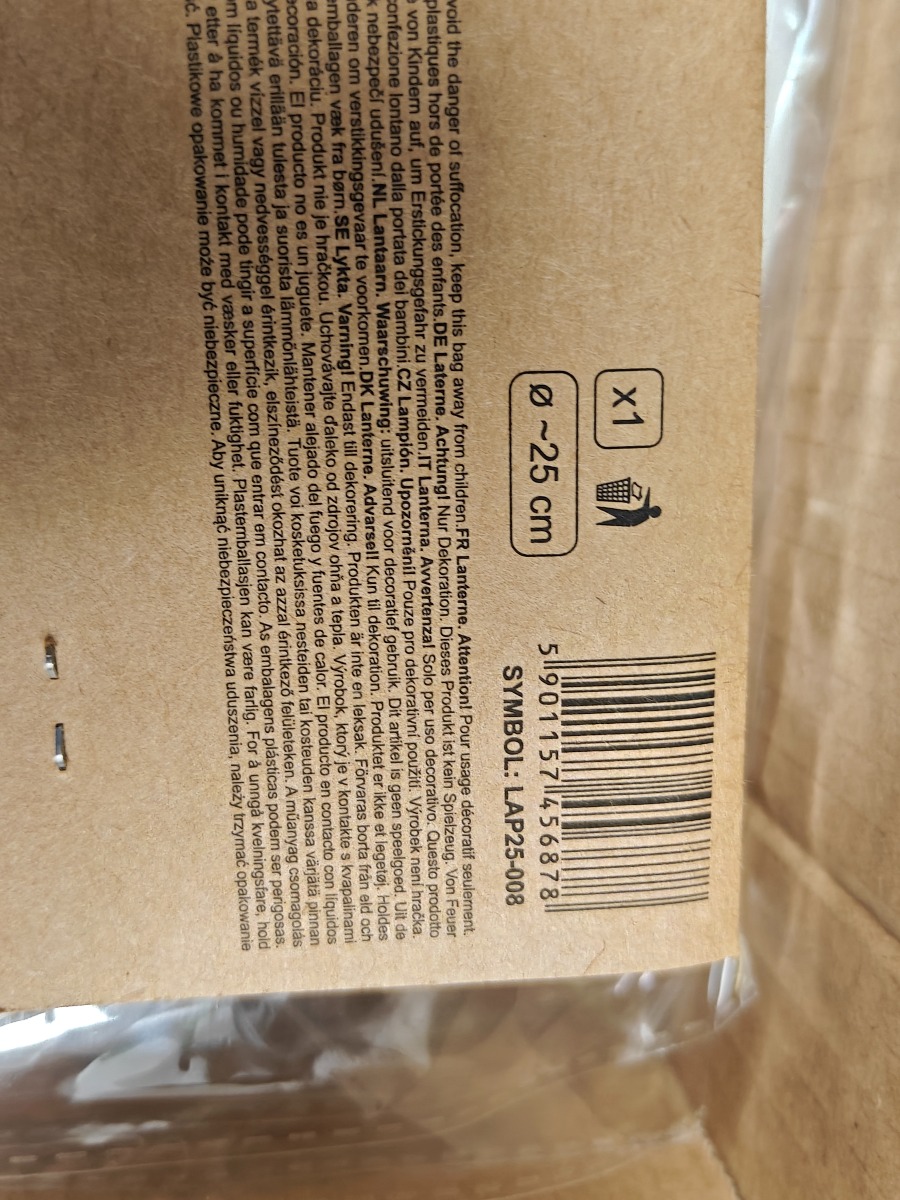 x1
ø ~25 cm
5 901157 456878
SYMBOL: LAP25-008
void the danger of suffocation, keep this bag away from children.FR Lanterne. Attention! Pour usage décoratif seulement.
plastiques hors de portée des enfants.DE Laterne. Achtung! Nur Dekoration. Dieses Produkt ist kein Spielzeug. Von Feuer
von Kindern auf, um Erstickungsgefahr zu vermeiden.IT Lanterna. Avvertenza! Solo per uso decorativo. Questo prodotto
confezione lontano dalla portata dei bambini.CZ Lampión. Upozornění! Pouze pro dekorativní použití. Výrobek není hračka.
k nebezpečí udušení.NL Lantaarn. Waarschuwing: uitsluitend voor decoratief gebruik. Dit artikel is geen speelgoed. Uit de
deren om verstikkingsgevaar te voorkomen.DK Lanterne. Advarsel! Kun til dekoration. Produktet er ikke et legetøj. Holdes
mballagen væk fra børn.SE Lykta. Varning! Endast till dekorering. Produkten är inte en leksak. Förvaras borta från eld och
a dekoráciu. Produkt nie je hračkou. Uchovávajte ďaleko od zdrojov ohňa a tepla. Výrobok, ktorý je v kontakte s kvapalinami
coración. El producto no es un juguete. Mantener alejado del fuego y fuentes de calor. El producto en contacto con líquidos
ytettävä erillään tulesta ja suorista lämmönlähteistä. Tuote voi kosketuksissa nesteiden tai kosteuden kanssa värjätä pinnan
a termék vízzel vagy nedvességgel érintkezik, elszíneződést okozhat az azzal érintkező felületeken. A műanyag csomagolás
m líquidos ou humidade pode tingir a superfície com que entrar em contacto. As embalagens plásticas podem ser perigosas.
etter å ha kommet i kontakt med væsker eller fuktighet. Plastemballasjen kan være farlig. For å unngå kvelningsfare, hold
ć. Plastikowe opakowanie może być niebezpieczne. Aby uniknąć niebezpieczeństwa uduszenia, należy trzymać opakowanie